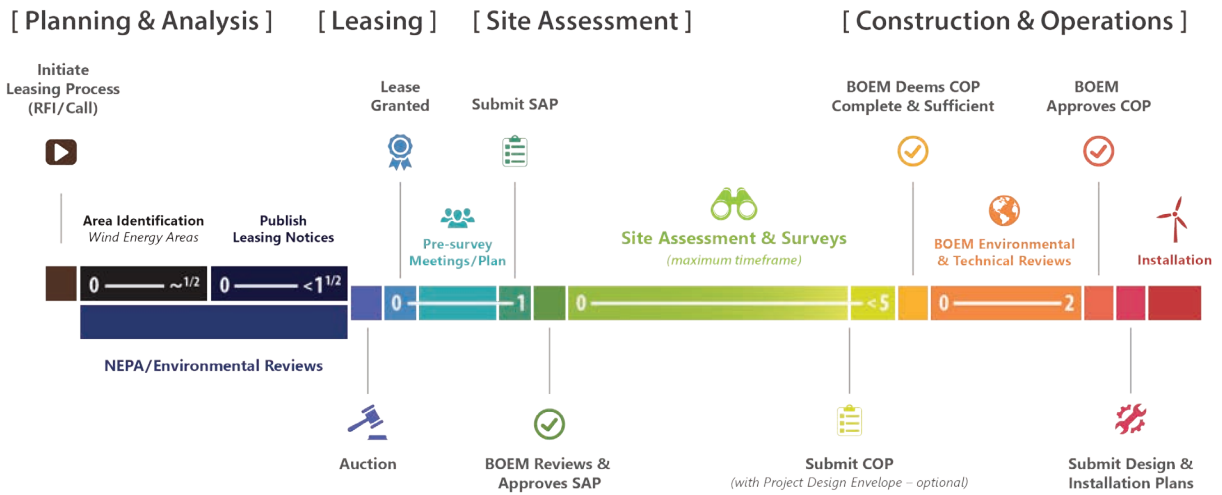 [ Planning & Analysis ]
[ Leasing ]
[ Site Assessment ]
[ Construction & Operations ]
Initiate
Leasing Process
(RFI/Call)
Lease
Granted
Submit SAP
BOEM Deems COP
Complete & Sufficient
BOEM
Approves COP
Area Identification
Wind Energy Areas
Publish
Leasing Notices
Pre-survey
Meetings/Plan
Site Assessment & Surveys
(maximum timeframe)
BOEM Environmental
& Technical Reviews
Installation
0 ~1/2
0 <1 1/2
0 1
0 <5
0 2
NEPA/Environmental Reviews
Auction
BOEM Reviews &
Approves SAP
Submit COP
(with Project Design Envelope – optional)
Submit Design &
Installation Plans